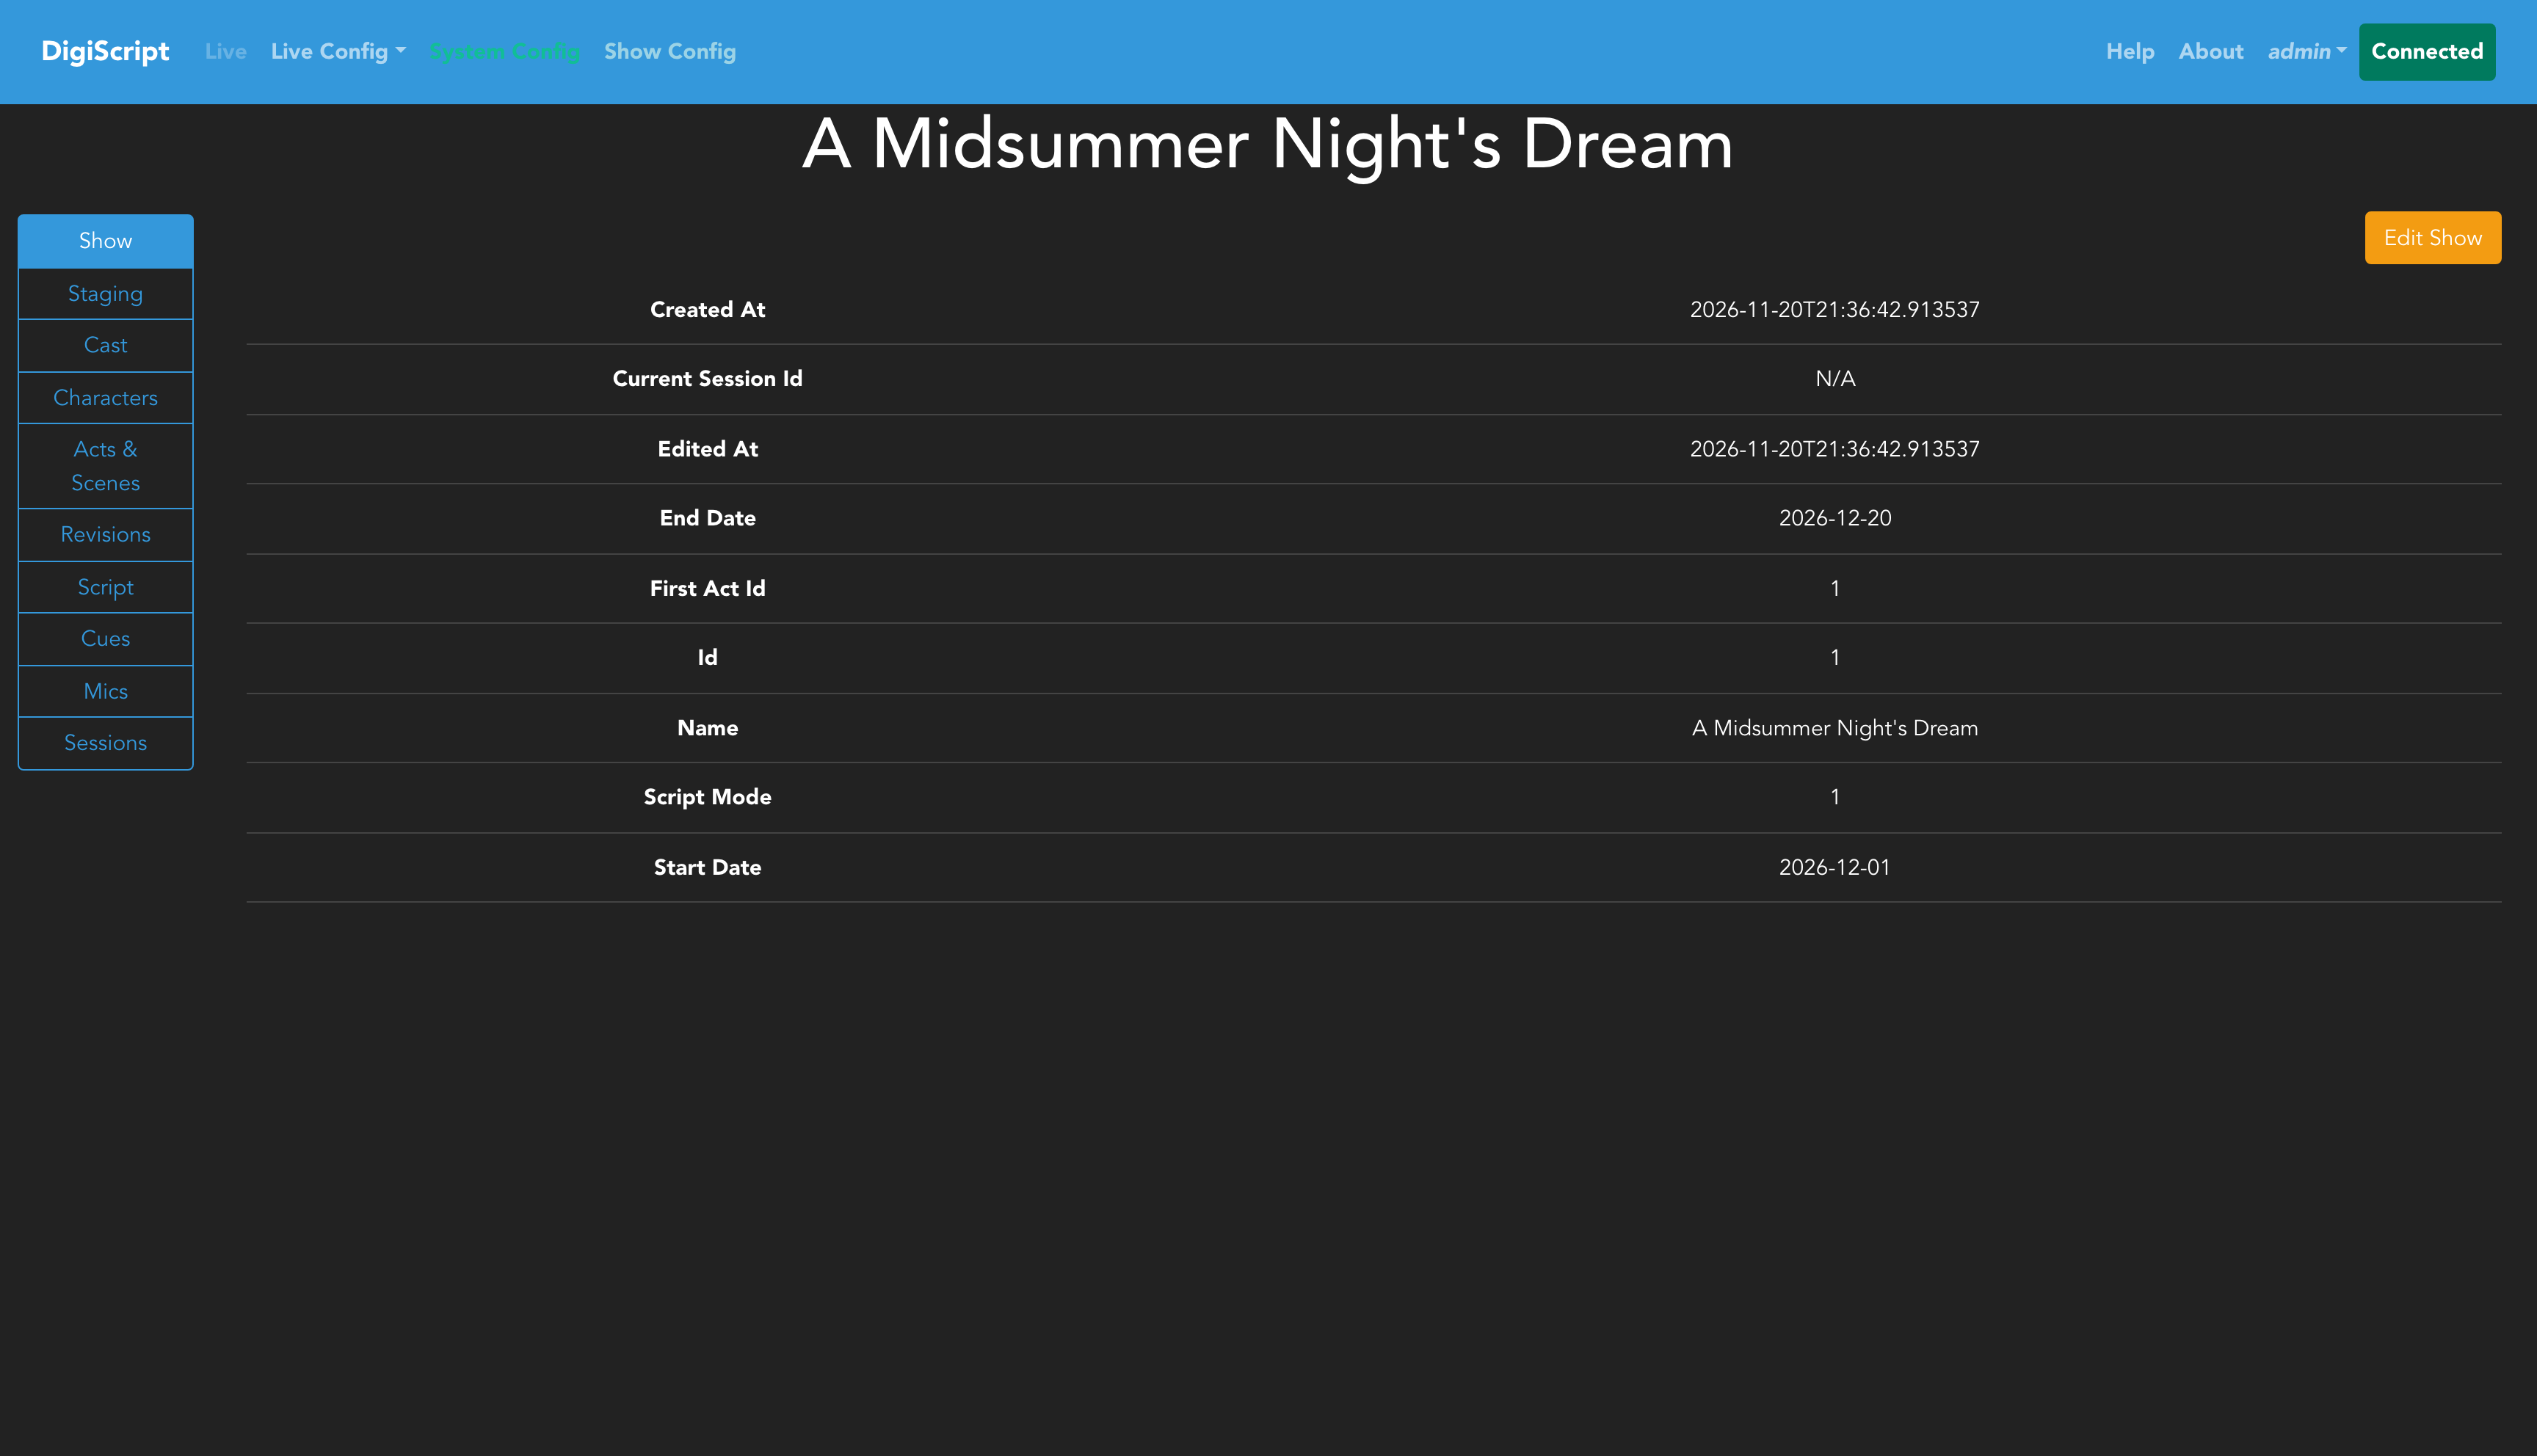 DigiScript Live Live Config System Config Show Config Help About admin Connected
A Midsummer Night's Dream
Show
Staging
Cast
Characters
Acts &
Scenes
Revisions
Script
Cues
Mics
Sessions
Edit Show
Created At 2026-11-20T21:36:42.913537
Current Session Id N/A
Edited At 2026-11-20T21:36:42.913537
End Date 2026-12-20
First Act Id 1
Id 1
Name A Midsummer Night's Dream
Script Mode 1
Start Date 2026-12-01